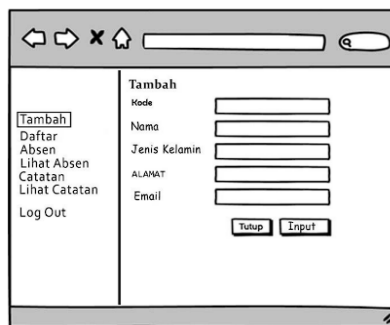 Tambah
Daftar
Absen
Lihat Absen
Catatan
Lihat Catatan
Log Out
Tambah
Kode
Nama
Jenis Kelamin
ALAMAT
Email
Tutup
Input